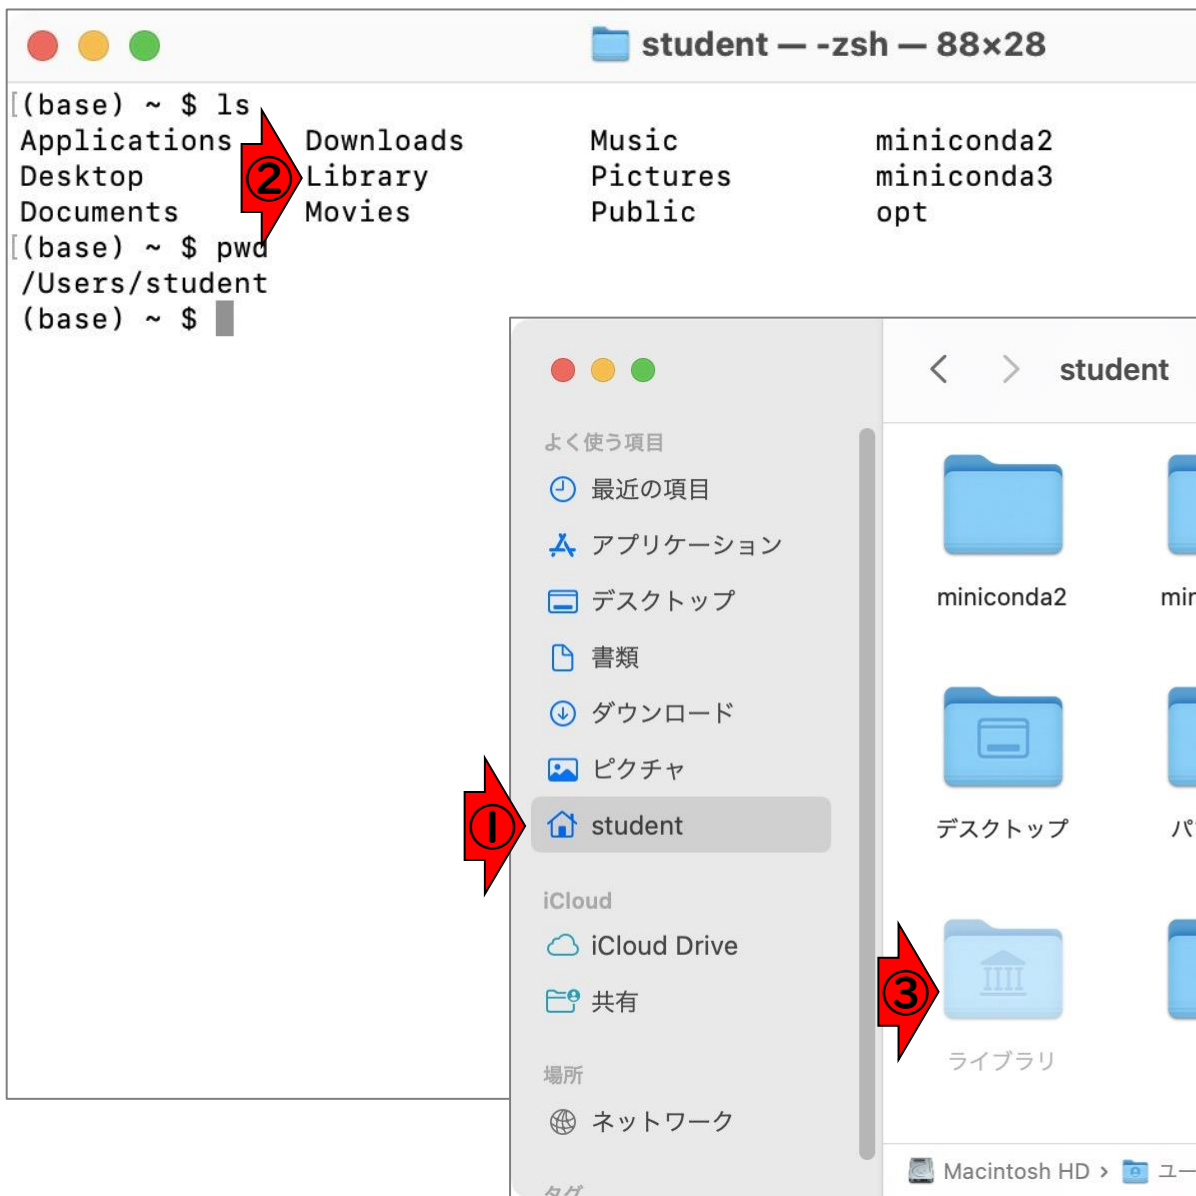 student — -zsh — 88×28
(base) ~ $ ls
Applications Downloads Music miniconda2
Desktop Library Pictures miniconda3
Documents Movies Public opt
(base) ~ $ pwd
/Users/student
(base) ~ $
②
student
よく使う項目
最近の項目
アプリケーション
デスクトップ
書類
ダウンロード
ピクチャ
①
student
iCloud
iCloud Drive
共有
場所
ネットワーク
miniconda2
デスクトップ
③
ライブラリ
Macintosh HD ›